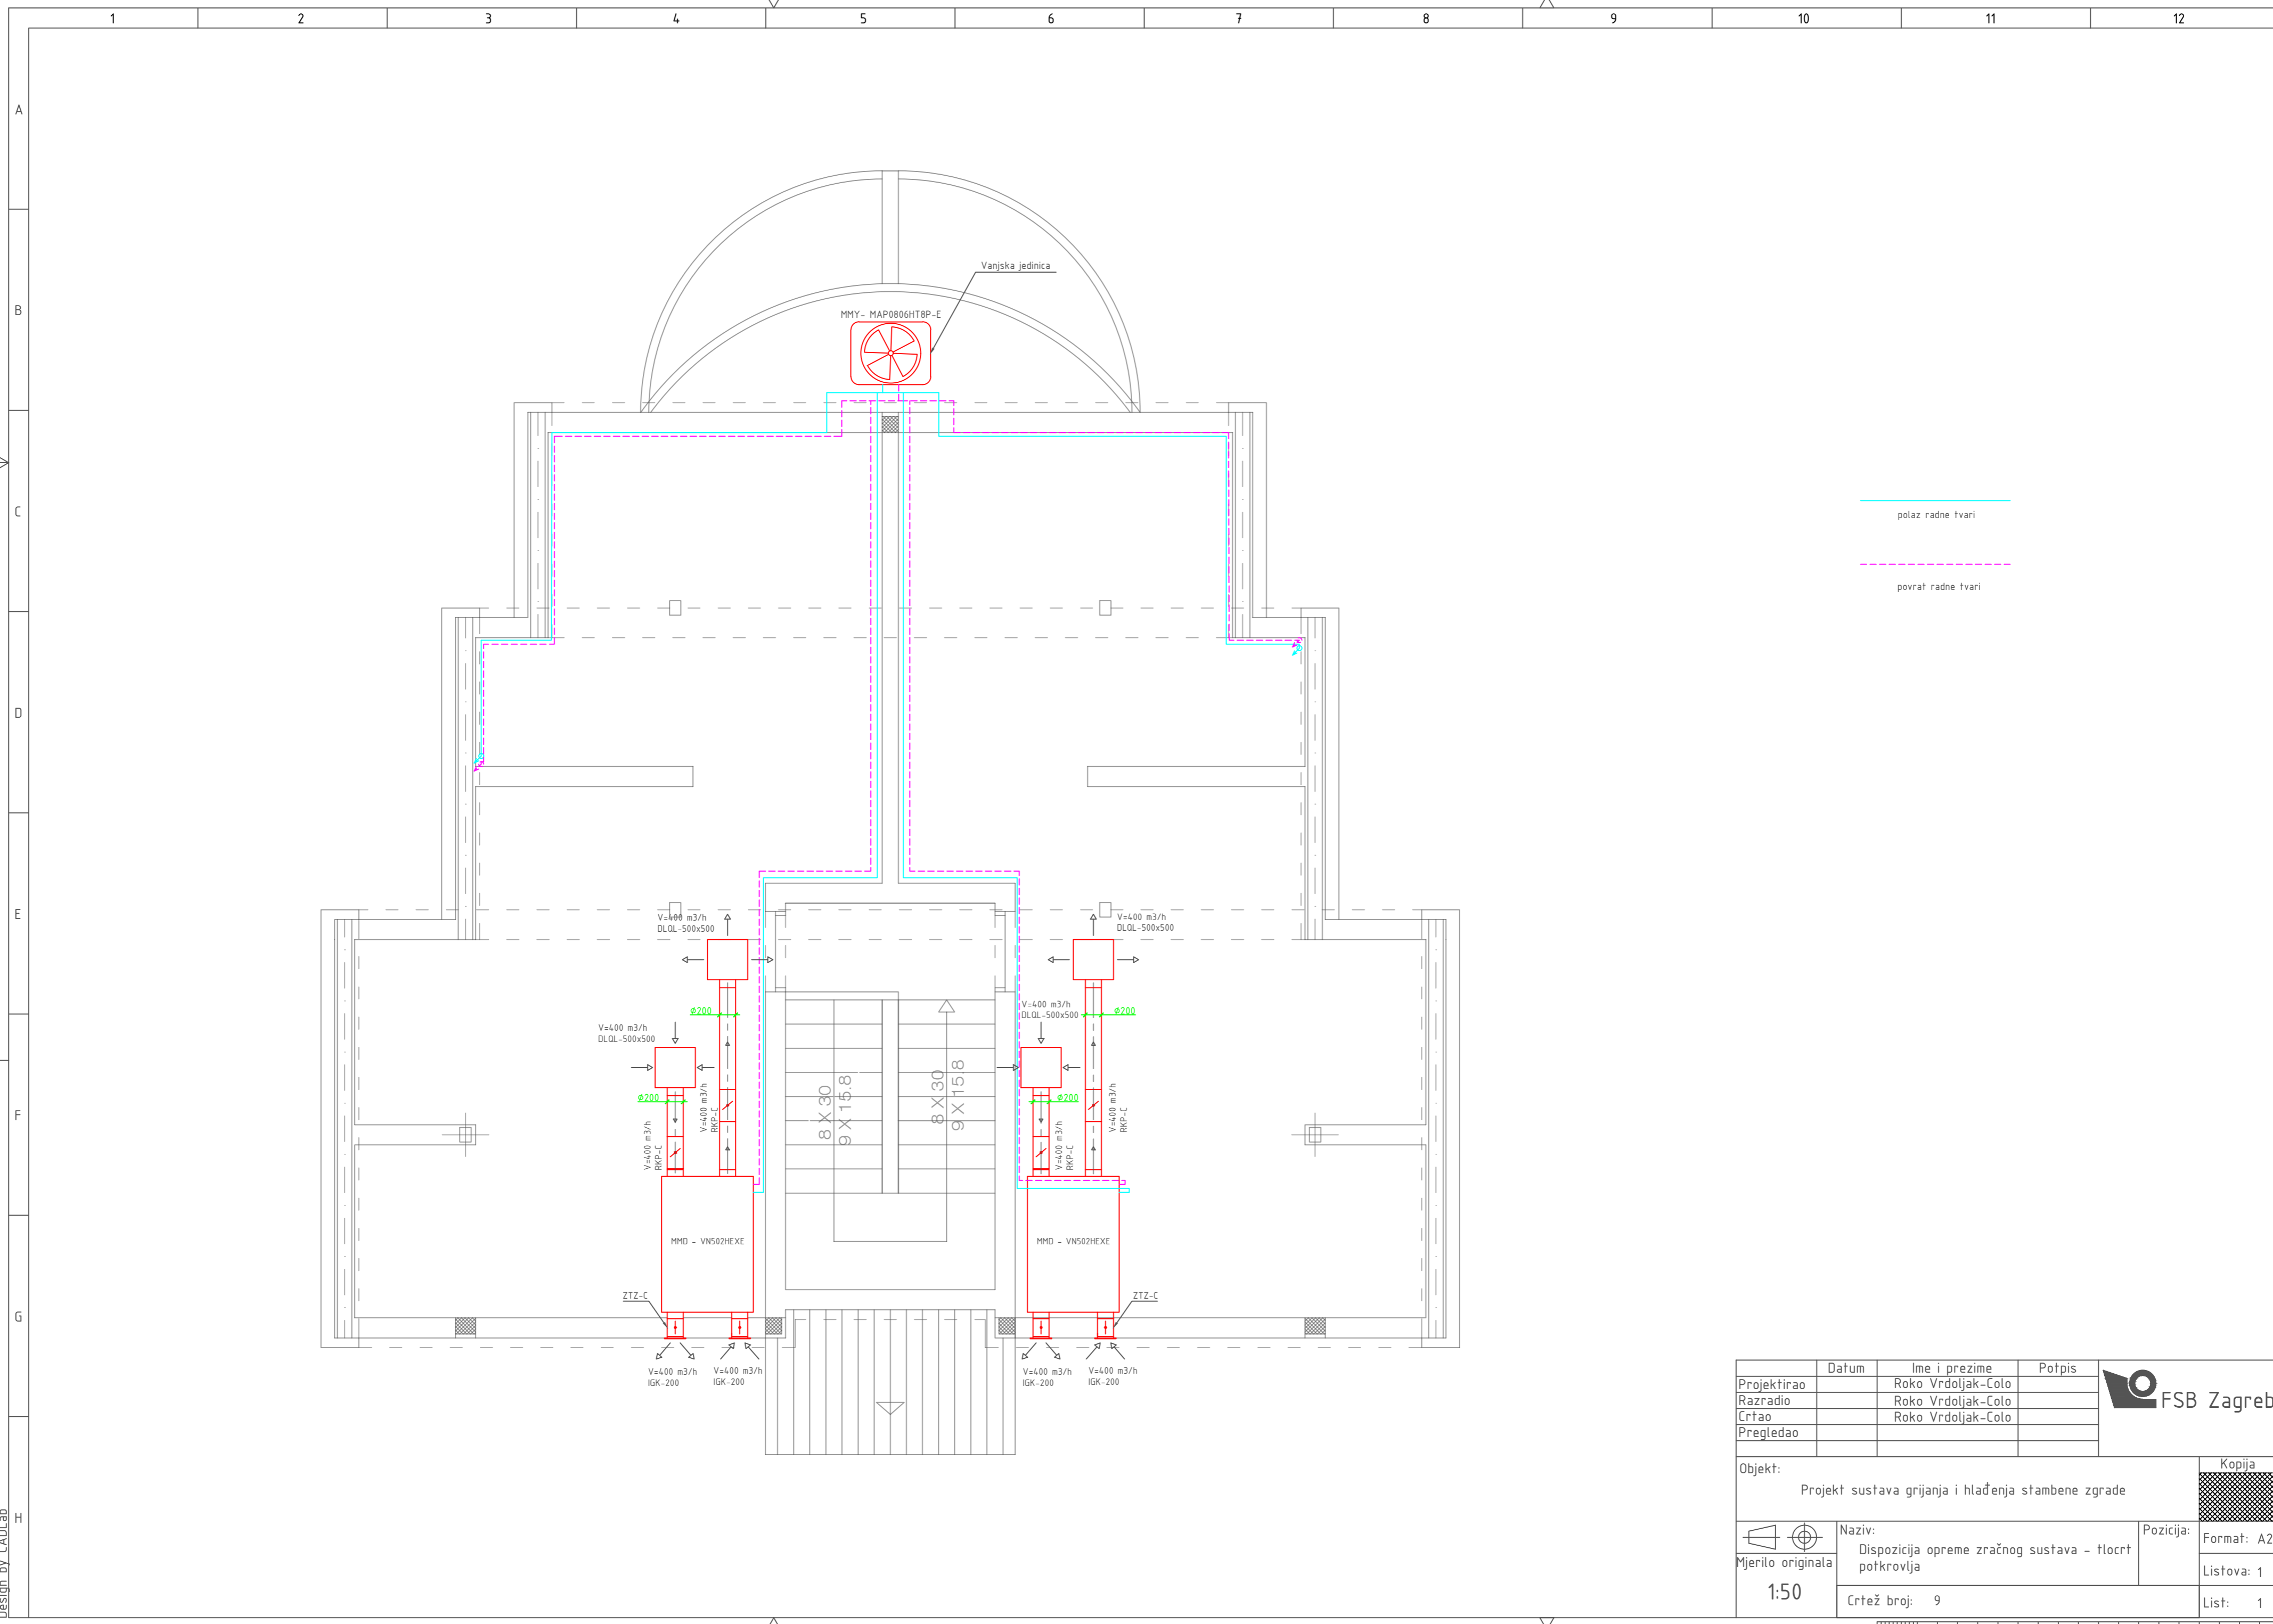 1 2 3 4 5 6 7 8 9 10 11 12
A
B
C
D
E
F
G
H
Vanjska jedinica
MMY- MAP0806HT8P-E
polaz radne tvari
povrat radne tvari
V=400 m3/h
DLQL-500x500
V=400 m3/h
DLQL-500x500
Ø200
V=400 m3/h
DLQL-500x500
Ø200
V=400 m3/h
DLQL-500x500
Ø200
Ø200
V=400 m3/h
RKP-C
V=400 m3/h
RKP-C
V=400 m3/h
RKP-C
V=400 m3/h
RKP-C
8 X 30
9 X 15.8
8 X 30
9 X 15.8
MMD - VN502HEXE
MMD - VN502HEXE
ZTZ-C
ZTZ-C
V=400 m3/h
IGK-200
V=400 m3/h
IGK-200
V=400 m3/h
IGK-200
V=400 m3/h
IGK-200
Datum Ime i prezime Potpis
Projektirao Roko Vrdoljak-Colo
Razradio Roko Vrdoljak-Colo
Crtao Roko Vrdoljak-Colo
Pregledao
FSB Zagreb
Objekt:
Projekt sustava grijanja i hlađenja stambene zgrade
Kopija
Naziv:
Dispozicija opreme zračnog sustava - tlocrt
potkrovlja
Pozicija:
Format: A2
Mjerilo originala
1:50
Listova: 1
Crtež broj: 9
List: 1
Design by CADLab